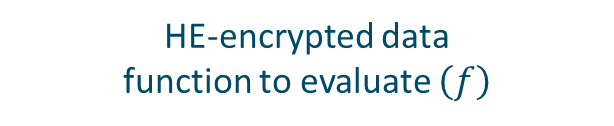 HE-encrypted data
function to evaluate (f)